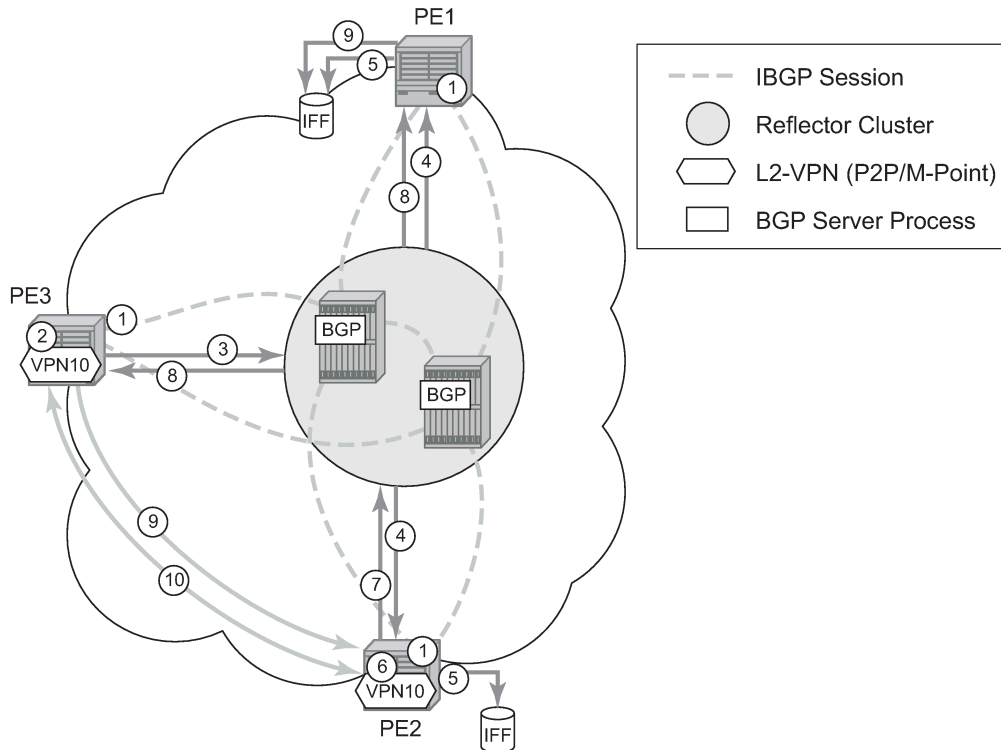 PE1
9
5
1
IFF
IBGP Session
Reflector Cluster
L2-VPN (P2P/M-Point)
BGP Server Process
4
8
PE3
1
2
VPN10
3
8
BGP
BGP
9
10
4
7
1
6
VPN10
5
PE2
IFF